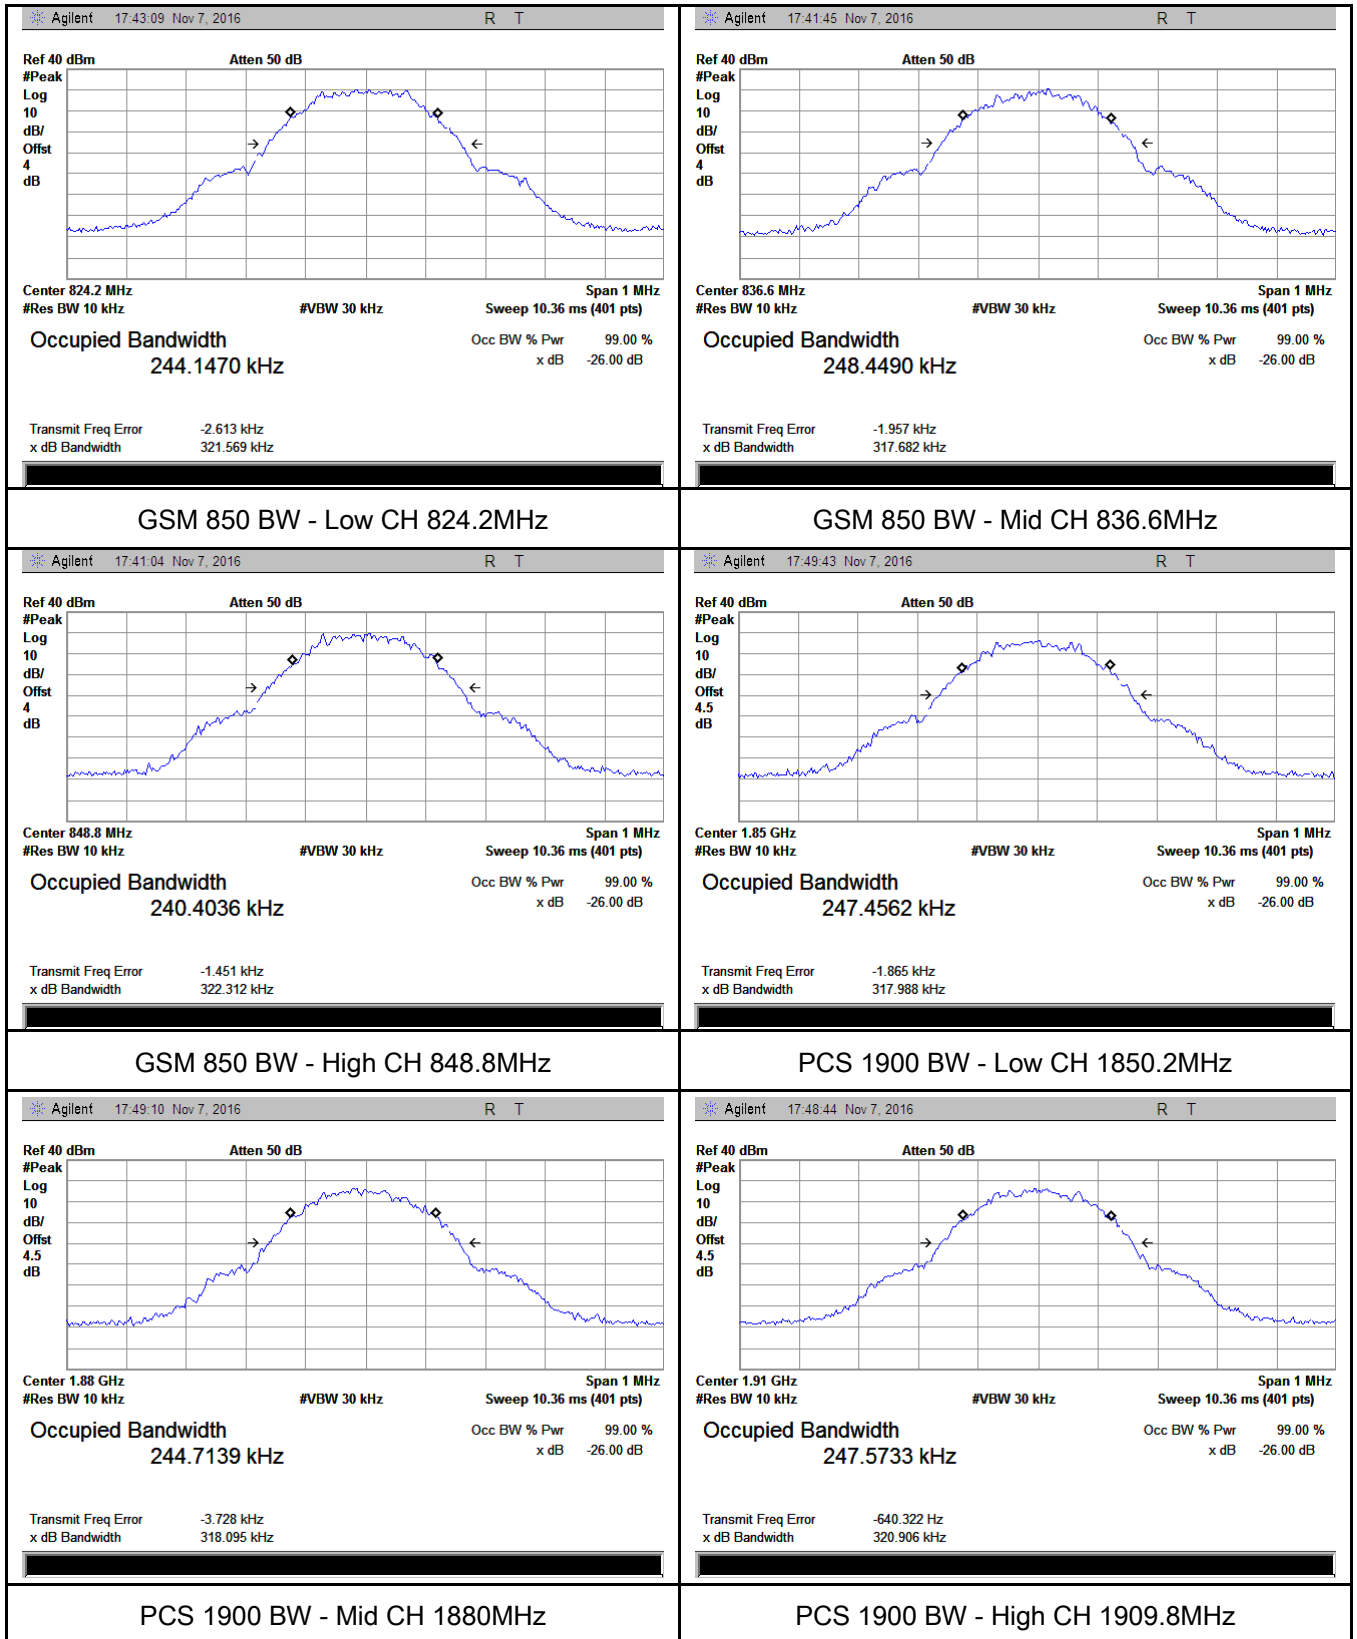 Agilent 17:43:09 Nov 7, 2016 R T
Ref 40 dBm Atten 50 dB
#Peak
Log
10
dB/
Offst
4
dB
Center 824.2 MHz Span 1 MHz
#Res BW 10 kHz #VBW 30 kHz Sweep 10.36 ms (401 pts)
Occupied Bandwidth Occ BW % Pwr 99.00 %
244.1470 kHz x dB -26.00 dB
Transmit Freq Error -2.613 kHz
x dB Bandwidth 321.569 kHz
GSM 850 BW - Low CH 824.2MHz
Agilent 17:41:45 Nov 7, 2016 R T
Ref 40 dBm Atten 50 dB
#Peak
Log
10
dB/
Offst
4
dB
Center 836.6 MHz Span 1 MHz
#Res BW 10 kHz #VBW 30 kHz Sweep 10.36 ms (401 pts)
Occupied Bandwidth Occ BW % Pwr 99.00 %
248.4490 kHz x dB -26.00 dB
Transmit Freq Error -1.957 kHz
x dB Bandwidth 317.682 kHz
GSM 850 BW - Mid CH 836.6MHz
Agilent 17:41:04 Nov 7, 2016 R T
Ref 40 dBm Atten 50 dB
#Peak
Log
10
dB/
Offst
4
dB
Center 848.8 MHz Span 1 MHz
#Res BW 10 kHz #VBW 30 kHz Sweep 10.36 ms (401 pts)
Occupied Bandwidth Occ BW % Pwr 99.00 %
240.4036 kHz x dB -26.00 dB
Transmit Freq Error -1.451 kHz
x dB Bandwidth 322.312 kHz
GSM 850 BW - High CH 848.8MHz
Agilent 17:49:43 Nov 7, 2016 R T
Ref 40 dBm Atten 50 dB
#Peak
Log
10
dB/
Offst
4.5
dB
Center 1.85 GHz Span 1 MHz
#Res BW 10 kHz #VBW 30 kHz Sweep 10.36 ms (401 pts)
Occupied Bandwidth Occ BW % Pwr 99.00 %
247.4562 kHz x dB -26.00 dB
Transmit Freq Error -1.865 kHz
x dB Bandwidth 317.988 kHz
PCS 1900 BW - Low CH 1850.2MHz
Agilent 17:49:10 Nov 7, 2016 R T
Ref 40 dBm Atten 50 dB
#Peak
Log
10
dB/
Offst
4.5
dB
Center 1.88 GHz Span 1 MHz
#Res BW 10 kHz #VBW 30 kHz Sweep 10.36 ms (401 pts)
Occupied Bandwidth Occ BW % Pwr 99.00 %
244.7139 kHz x dB -26.00 dB
Transmit Freq Error -3.728 kHz
x dB Bandwidth 318.095 kHz
PCS 1900 BW - Mid CH 1880MHz
Agilent 17:48:44 Nov 7, 2016 R T
Ref 40 dBm Atten 50 dB
#Peak
Log
10
dB/
Offst
4.5
dB
Center 1.91 GHz Span 1 MHz
#Res BW 10 kHz #VBW 30 kHz Sweep 10.36 ms (401 pts)
Occupied Bandwidth Occ BW % Pwr 99.00 %
247.5733 kHz x dB -26.00 dB
Transmit Freq Error -640.322 Hz
x dB Bandwidth 320.906 kHz
PCS 1900 BW - High CH 1909.8MHz